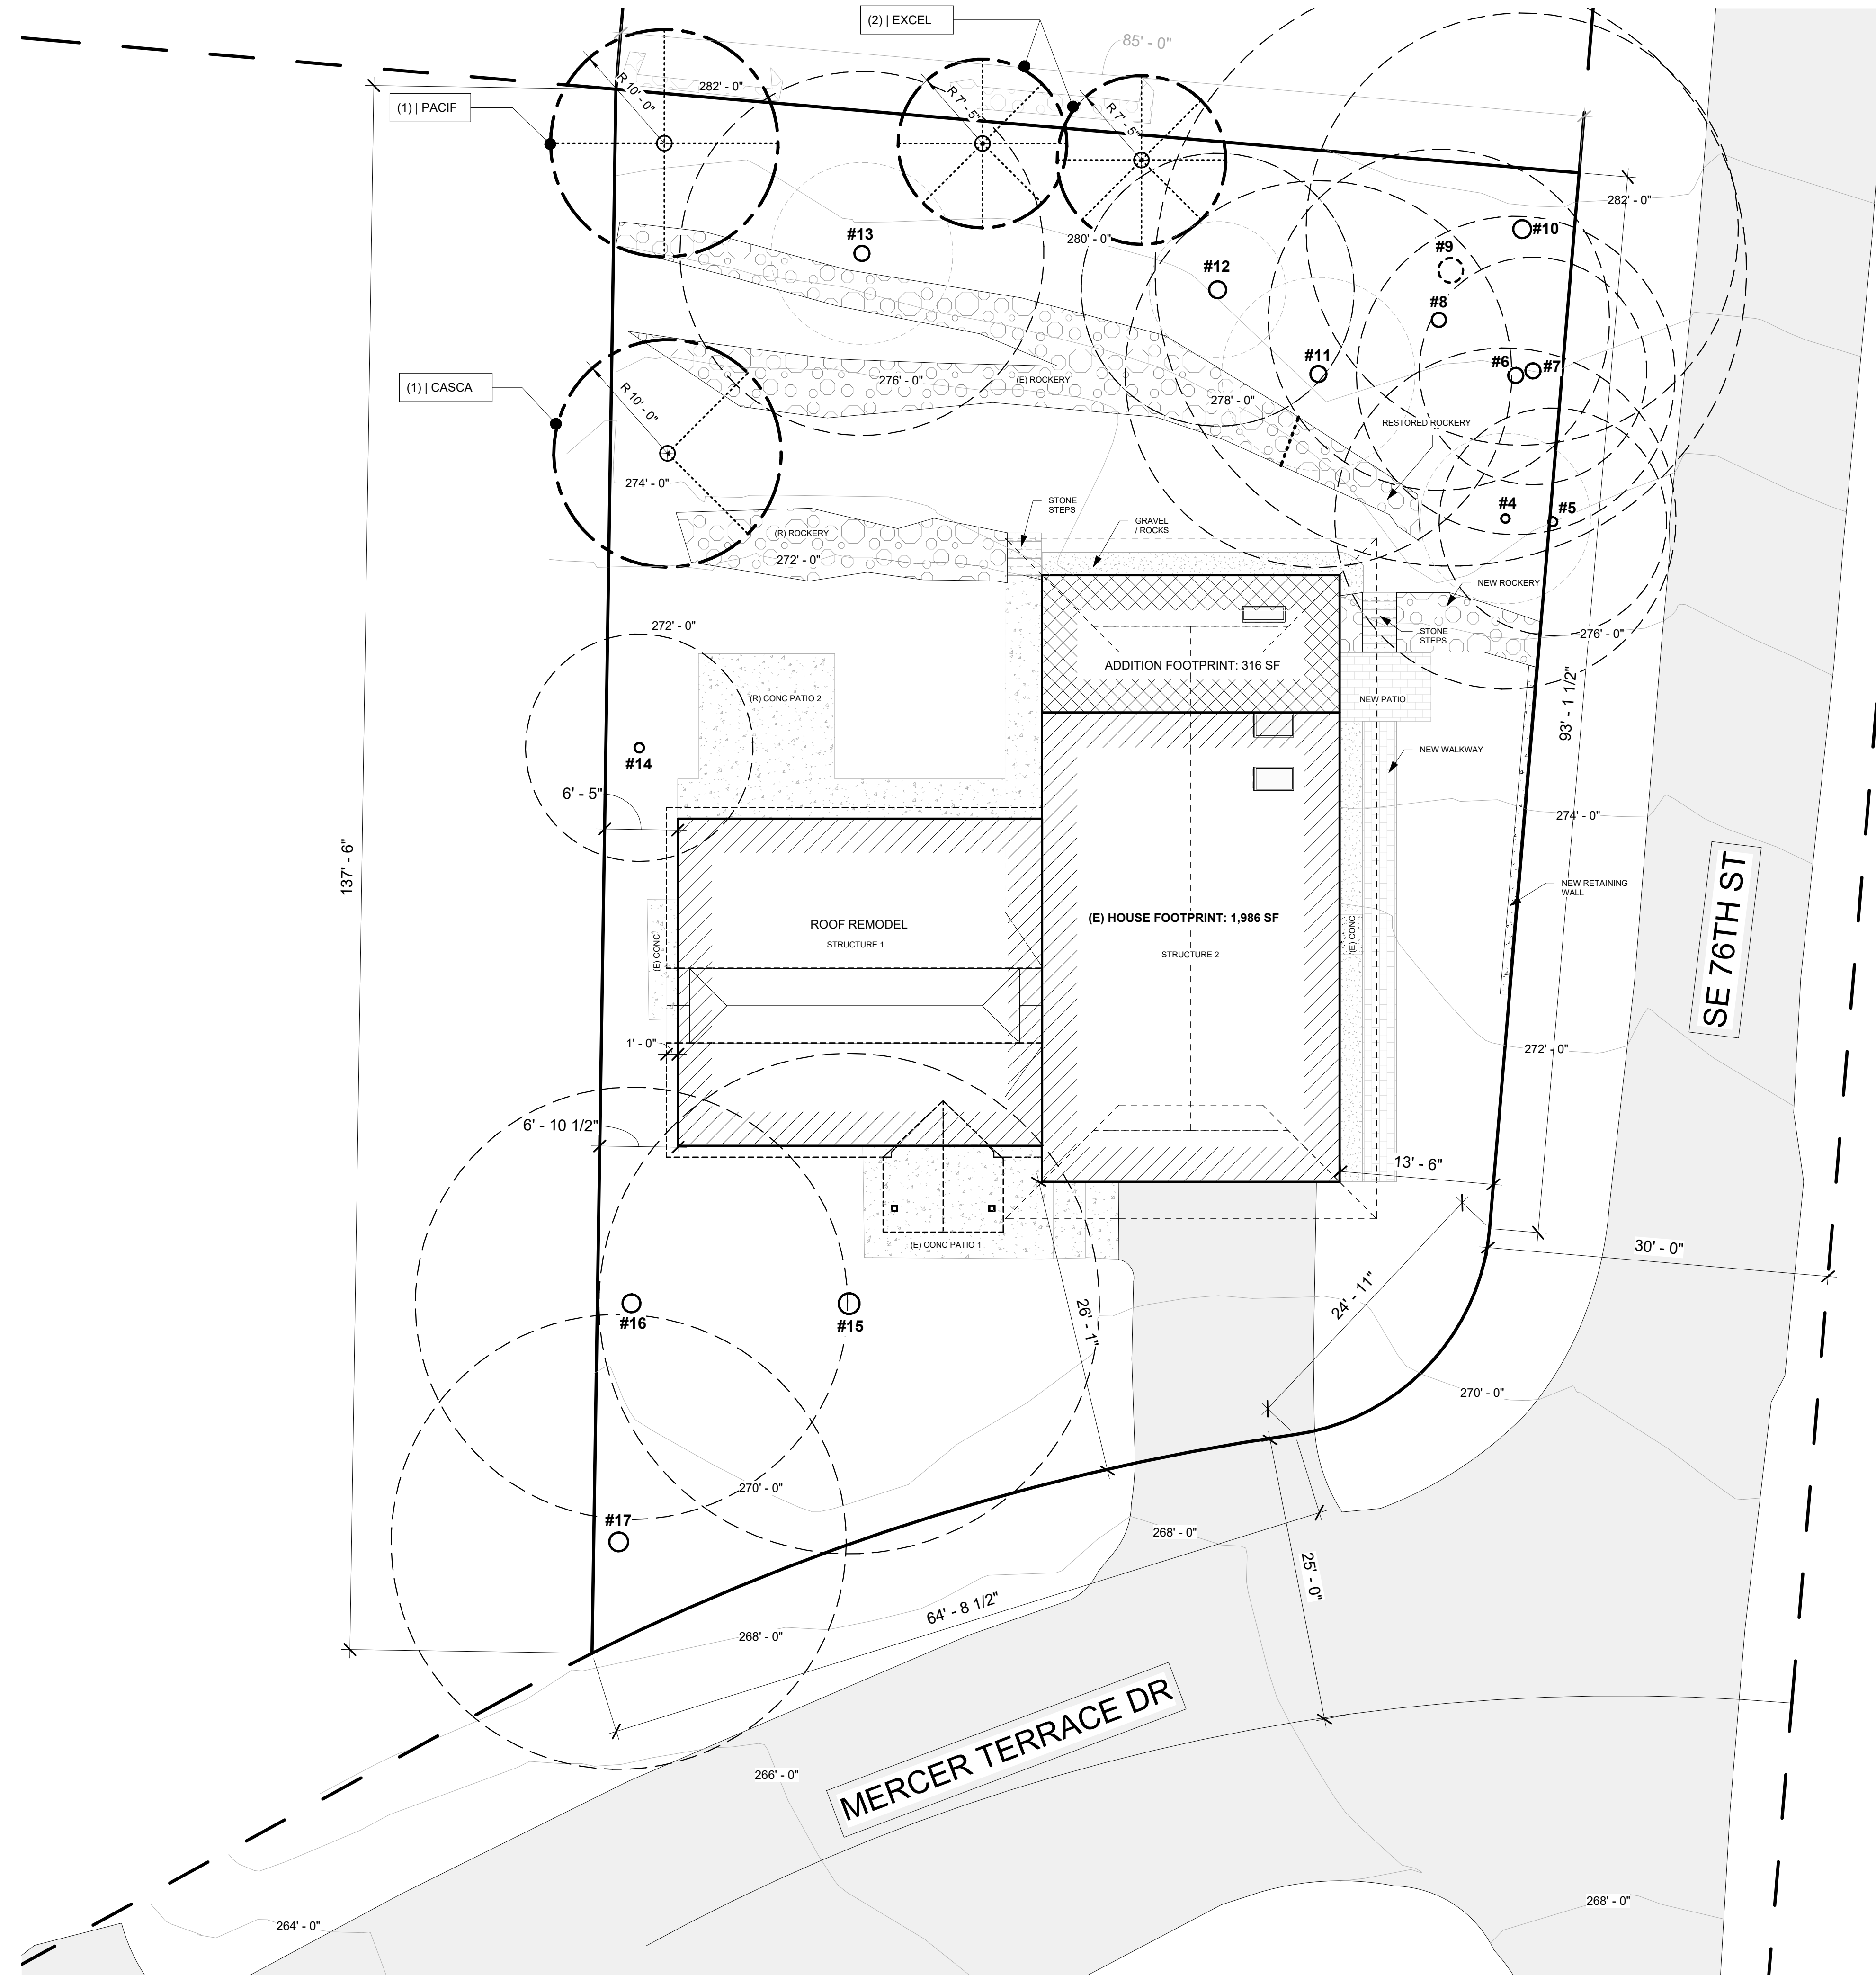 (2) | EXCEL
85' - 0"
R 10' - 0"
282' - 0"
(1) | PACIF
R 7' - 5"
R 7' - 5"
282' - 0"
#13
280' - 0"
#10
#9
#12
#8
#11
#6
#7
(1) | CASCA
R 10' - 0"
276' - 0"
(E) ROCKERY
278' - 0"
RESTORED ROCKERY
274' - 0"
STONE
STEPS
#4
#5
GRAVEL
/ ROCKS
(R) ROCKERY
272' - 0"
NEW ROCKERY
272' - 0"
STONE
STEPS
276' - 0"
ADDITION FOOTPRINT: 316 SF
(R) CONC PATIO 2
NEW PATIO
93' - 1 1/2"
NEW WALKWAY
#14
6' - 5"
274' - 0"
137' - 6"
NEW RETAINING
WALL
SE 76TH ST
ROOF REMODEL
STRUCTURE 1
(E) HOUSE FOOTPRINT: 1,986 SF
STRUCTURE 2
(E) CONC
(E) CONC
1' - 0"
272' - 0"
6' - 10 1/2"
13' - 6"
(E) CONC PATIO 1
30' - 0"
24' - 11"
26' - 1"
#16
#15
270' - 0"
270' - 0"
#17
268' - 0"
25' - 0"
64' - 8 1/2"
268' - 0"
MERCER TERRACE DR
266' - 0"
268' - 0"
264' - 0"